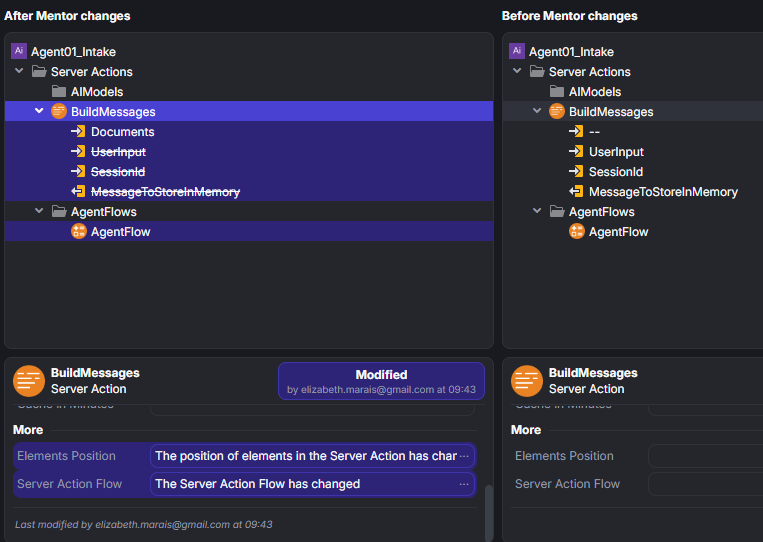 After Mentor changes
Ai Agent01_Intake
Server Actions
AIModels
BuildMessages
Documents
UserInput
SessionId
MessageToStoreInMemory
AgentFlows
AgentFlow
BuildMessages
Server Action
Modified
by elizabeth.marais@gmail.com at 09:43
More
Elements Position
The position of elements in the Server Action has char ...
Server Action Flow
The Server Action Flow has changed ...
Last modified by elizabeth.marais@gmail.com at 09:43
Before Mentor changes
Ai Agent01_Intake
Server Actions
AIModels
BuildMessages
--
UserInput
SessionId
MessageToStoreInMemory
AgentFlows
AgentFlow
BuildMessages
Server Action
More
Elements Position
Server Action Flow